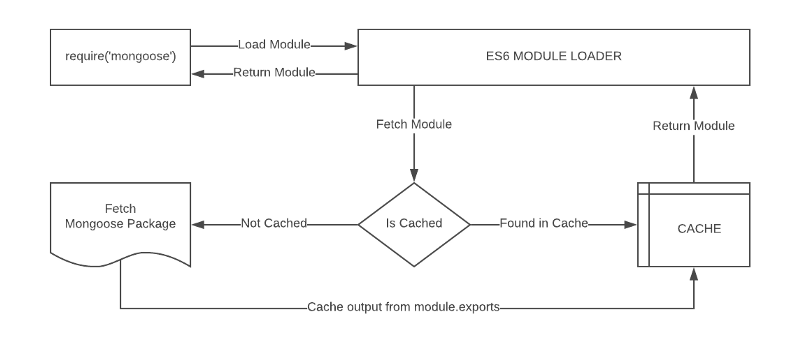 require('mongoose')
Load Module
Return Module
ES6 MODULE LOADER
Fetch Module
Return Module
Fetch
Mongoose Package
Not Cached
Is Cached
Found in Cache
CACHE
Cache output from module.exports